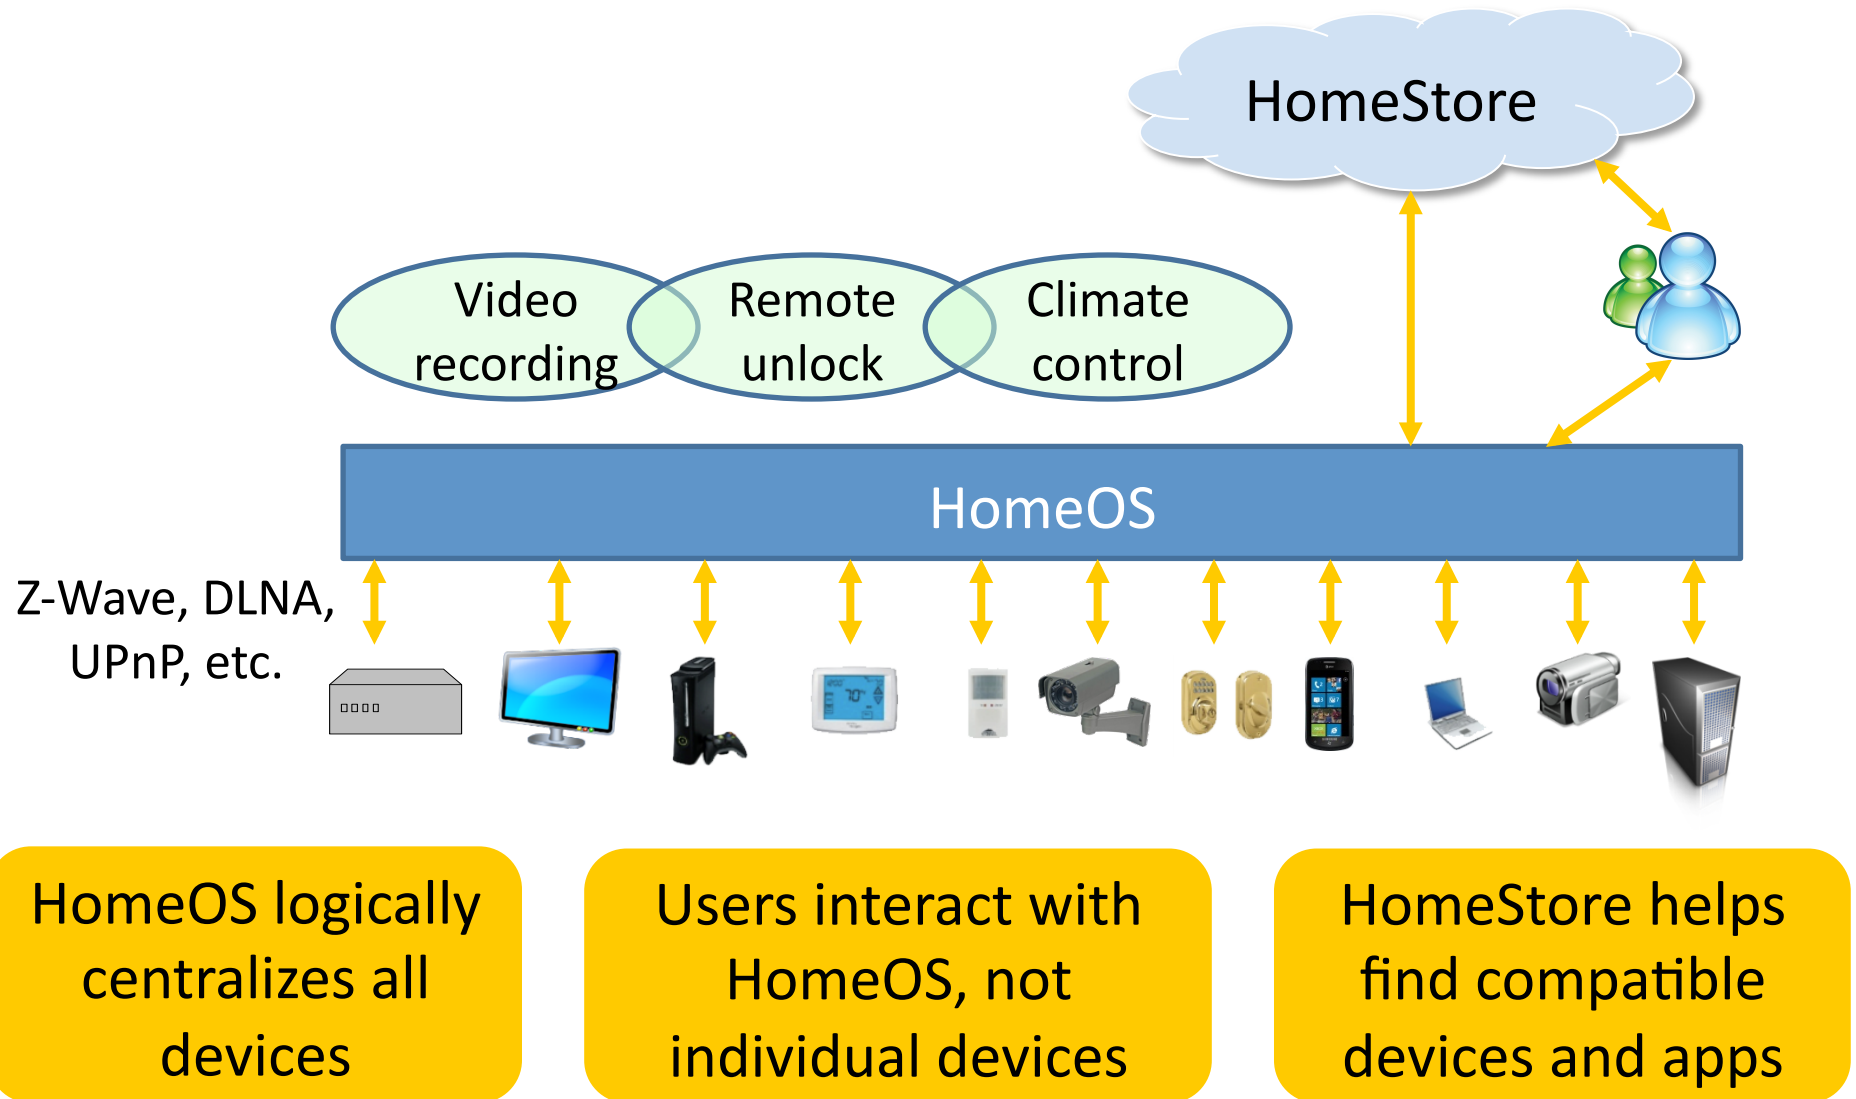 HomeStore
Video
recording
Remote
unlock
Climate
control
HomeOS
Z-Wave, DLNA,
UPnP, etc.
70°
HomeOS logically
centralizes all
devices
Users interact with
HomeOS, not
individual devices
HomeStore helps
find compatible
devices and apps